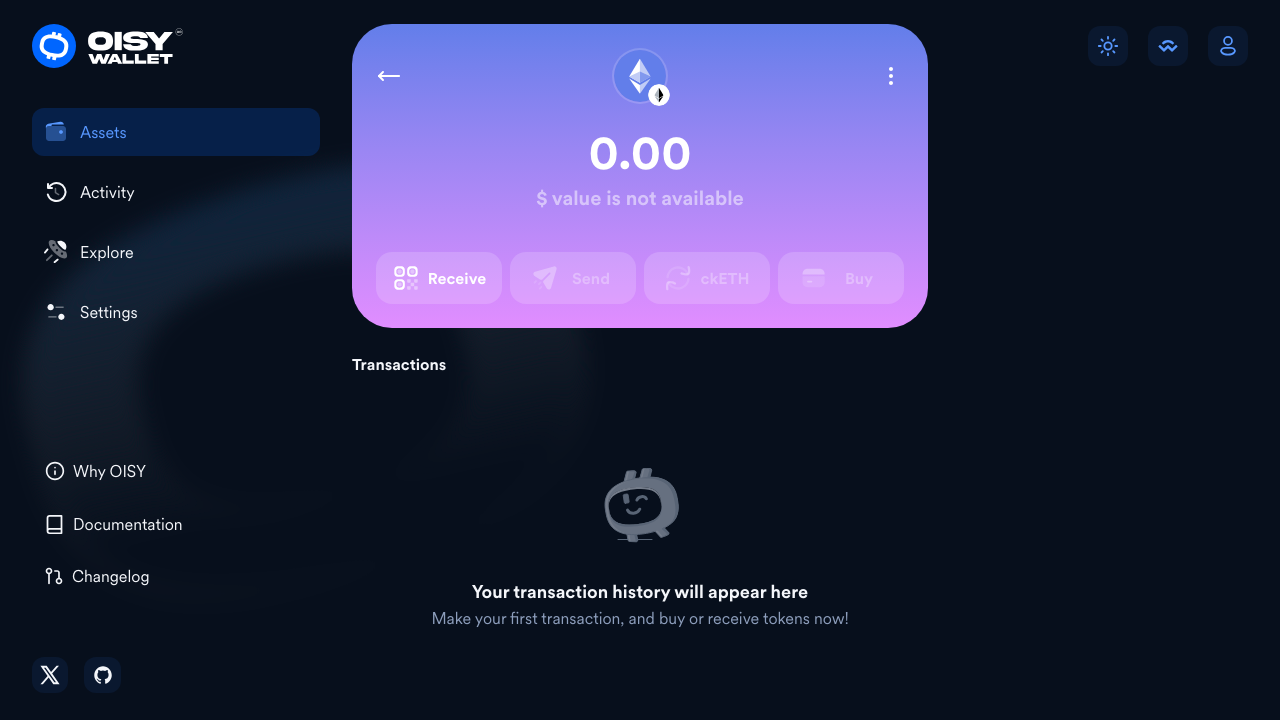 OISY
WALLET
Assets
Activity
Explore
Settings
Why OISY
Documentation
Changelog
0.00
$ value is not available
Receive
Send
ckETH
Buy
Transactions
Your transaction history will appear here
Make your first transaction, and buy or receive tokens now!